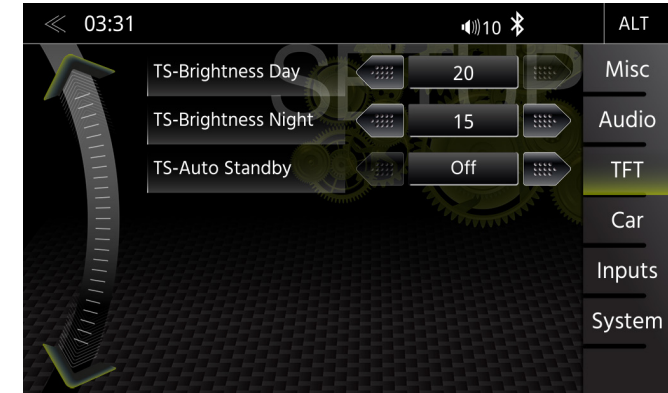 03:31
10
ALT
SETUP
TS-Brightness Day
20
TS-Brightness Night
15
TS-Auto Standby
Off
Misc
Audio
TFT
Car
Inputs
System